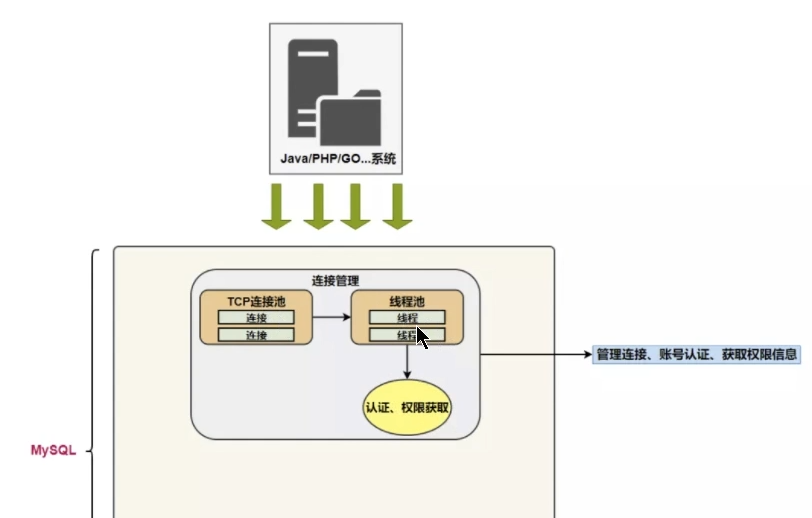 Java/PHP/GO...系统
连接管理
TCP连接池
连接
连接
线程池
线程
线程
认证、权限获取
管理连接、账号认证、获取权限信息
MySQL